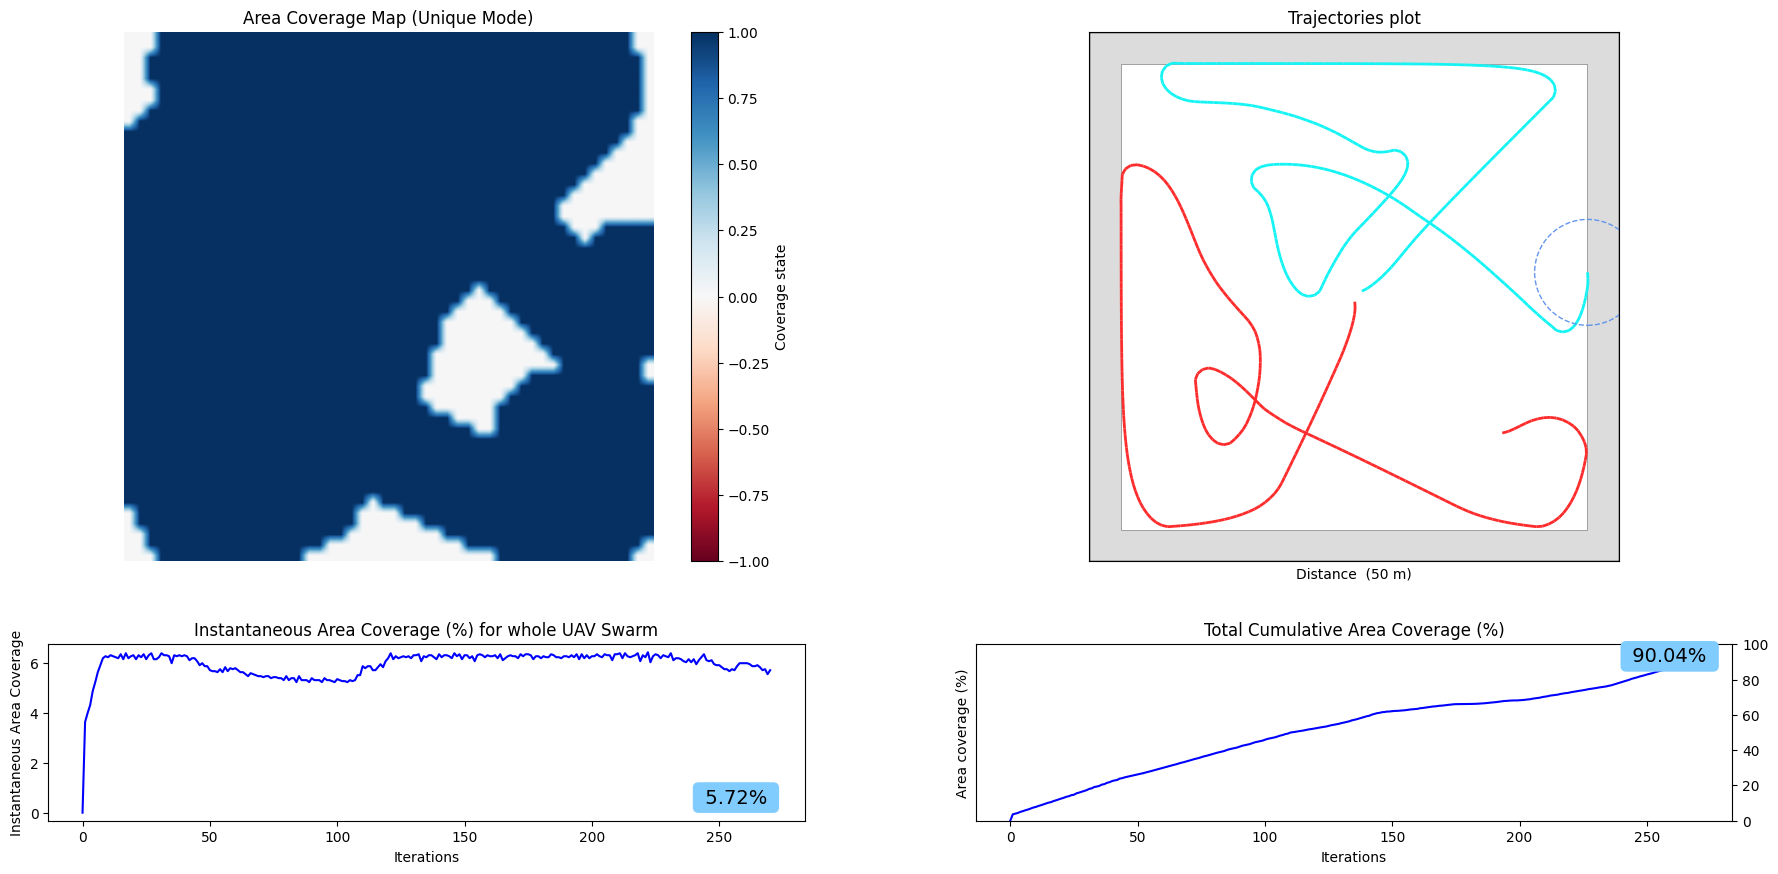 Area Coverage Map (Unique Mode)
1.00
0.75
0.50
0.25
0.00
−0.25
−0.50
−0.75
−1.00
Coverage state
Trajectories plot
Distance  (50 m)
Instantaneous Area Coverage (%) for whole UAV Swarm
Instantaneous Area Coverage
6
4
2
0
5.72%
0 50 100 150 200 250
Iterations
Total Cumulative Area Coverage (%)
Area coverage (%)
90.04%
100
80
60
40
20
0
0 50 100 150 200 250
Iterations